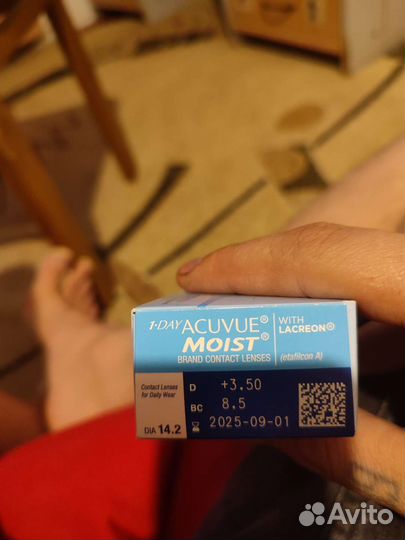 1-DAY ACUVUE®
MOIST®
BRAND CONTACT LENSES
WITH
LACREON®
(etafilcon A)
Contact Lenses
for Daily Wear
DIA 14.2
D +3.50
BC 8.5
2025-09-01
Avito